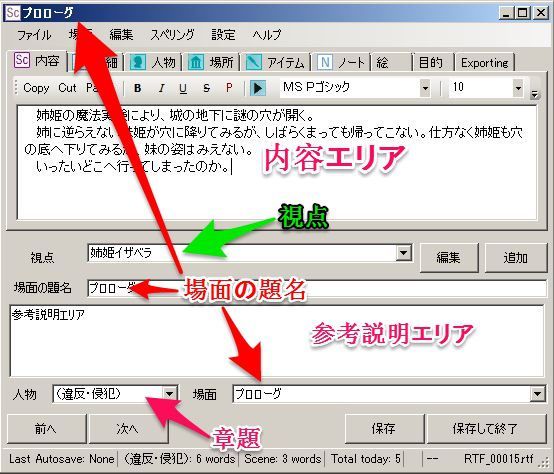 Sc プロローグ
ファイル 場 編集 スペリング 設定 ヘルプ
Sc 内容 細 人物 場所 アイテム N ノート 絵 目的 Exporting
Copy Cut Pa B I U S P MS Pゴシック 10
姉姫の魔法実 により、城の地下に謎の穴が開く。
姉に逆らえない 姫が穴に降りてみるが、しばらくまっても帰ってこない。仕方なく姉姫も穴
の底へ下りてみるが、妹の姿はみえない。
いったいどこへ行ってしまったのか。
内容エリア
視点
視点 姉姫イザベラ 編集 追加
場面の題名 プロローグ
場面の題名
参考説明エリア
参考説明エリア
人物 (違反・侵犯) 場面 プロローグ
章題
前へ 次へ 保存 保存して終了
Last Autosave: None (違反・侵犯): 6 words Scene: 3 words Total today: 5 -- RTF_00015.rtf